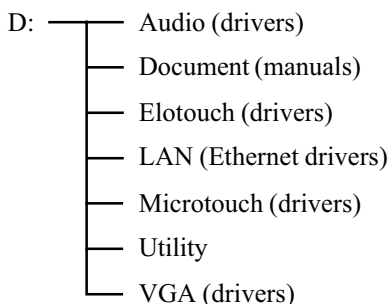 D: Audio (drivers)
Document (manuals)
Elotouch (drivers)
LAN (Ethernet drivers)
Microtouch (drivers)
Utility
VGA (drivers)